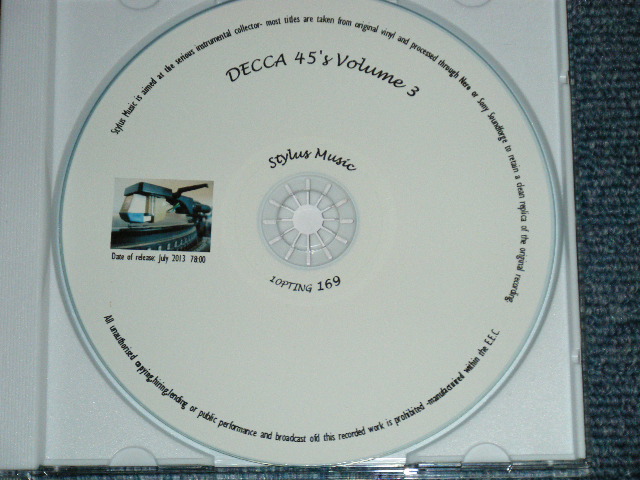 Stylus Music is aimed at the serious instrumental collector- most titles are taken from original vinyl and processed through Nero or Sony Soundforge to retain a clean replica of the original recording.
DECCA 45's Volume 3
Stylus Music
Date of release: July 2013 78:00
10PTING 169
All unauthorised copying,hiring,lending or public performance and broadcast ofd this recorded work is prohibited -manufactured within the E.E.C